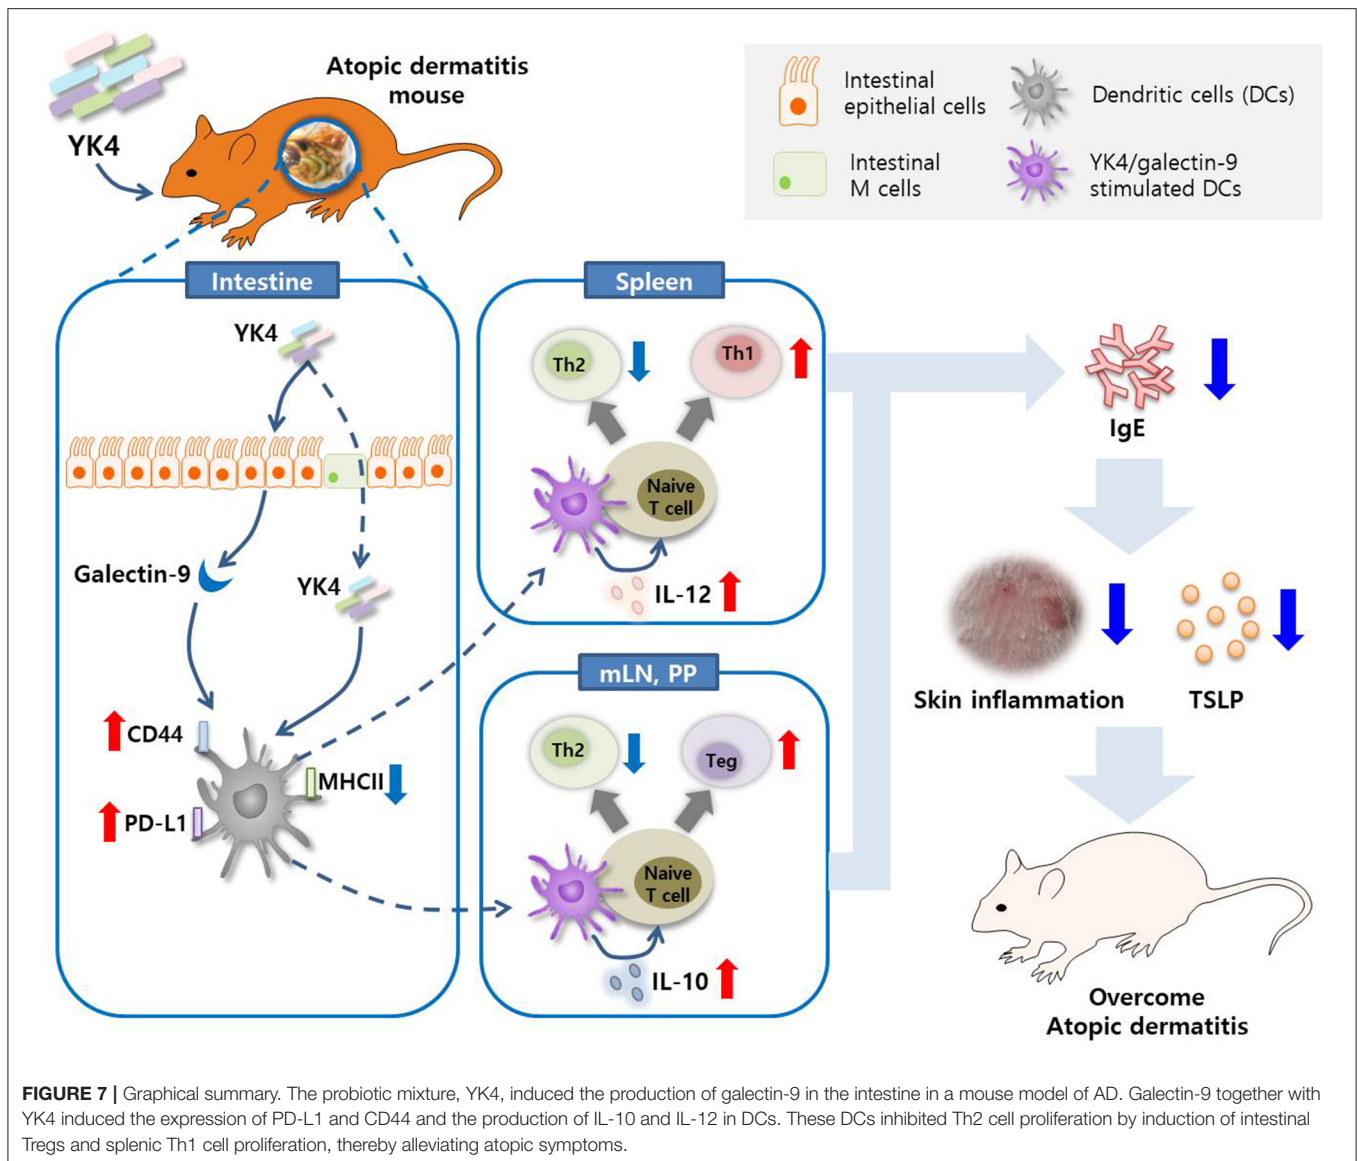 YK4
Atopic dermatitis
mouse
Intestinal
epithelial cells
Dendritic cells (DCs)
Intestinal
M cells
YK4/galectin-9
stimulated DCs
Intestine
YK4
Galectin-9
YK4
CD44
MHCII
PD-L1
Spleen
Th2
Th1
Naive
T cell
IL-12
mLN, PP
Th2
Teg
Naive
T cell
IL-10
IgE
Skin inflammation
TSLP
Overcome
Atopic dermatitis
FIGURE 7 | Graphical summary. The probiotic mixture, YK4, induced the production of galectin-9 in the intestine in a mouse model of AD. Galectin-9 together with
YK4 induced the expression of PD-L1 and CD44 and the production of IL-10 and IL-12 in DCs. These DCs inhibited Th2 cell proliferation by induction of intestinal
Tregs and splenic Th1 cell proliferation, thereby alleviating atopic symptoms.